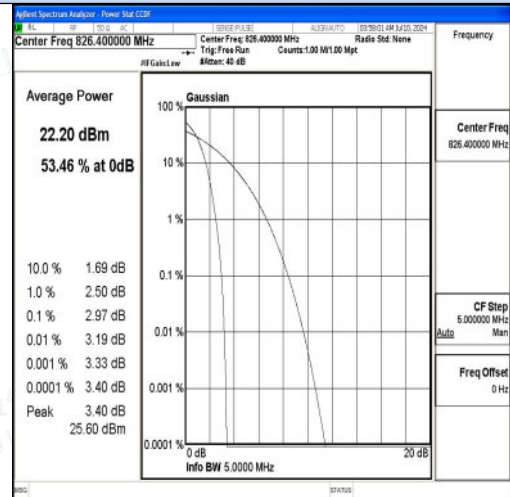 Agilent Spectrum Analyzer - Power Stat CCDF
RL RF 50 Ω AC SENSE:PULSE ALIGN AUTO 03:58:01 AM Jul 10, 2024
Center Freq 826.400000 MHz
Center Freq: 826.400000 MHz Radio Std: None
Trig: Free Run Counts:1.00 M/1.00 Mpt
#IFGain:Low #Atten: 40 dB
Frequency
Average Power
22.20 dBm
53.46 % at 0dB
10.0 % 1.69 dB
1.0 % 2.50 dB
0.1 % 2.97 dB
0.01 % 3.19 dB
0.001 % 3.33 dB
0.0001 % 3.40 dB
Peak 3.40 dB
25.60 dBm
Gaussian
100 %
10 %
1 %
0.1 %
0.01 %
0.001 %
0.0001 %
0 dB 20 dB
Info BW 5.0000 MHz
Center Freq
826.400000 MHz
CF Step
5.000000 MHz
Auto Man
Freq Offset
0 Hz
MSG STATUS